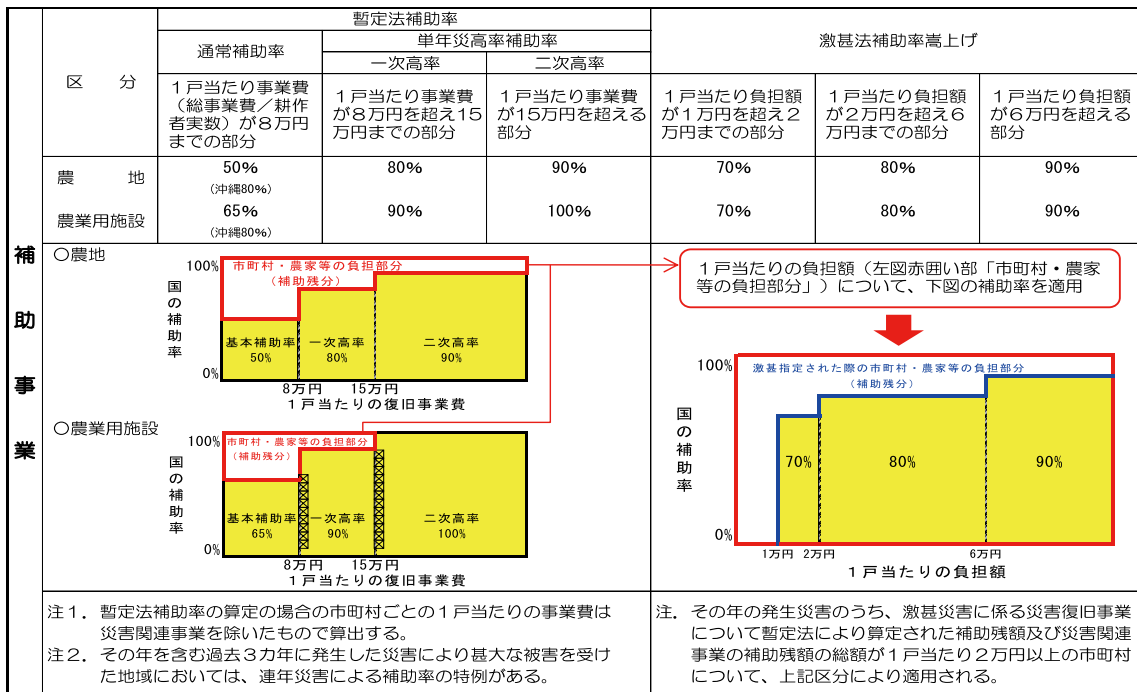 補助事業
区　　分
暫定法補助率
激甚法補助率嵩上げ
通常補助率
単年災高率補助率
一次高率
二次高率
１戸当たり事業費
（総事業費／耕作
者実数）が８万円
までの部分
１戸当たり事業費
が８万円を超え15
万円までの部分
１戸当たり事業費
が15万円を超える
部分
１戸当たり負担額
が１万円を超え２
万円までの部分
１戸当たり負担額
が２万円を超え６
万円までの部分
１戸当たり負担額
が６万円を超える
部分
農　　地
50%
(沖縄80%)
80%
90%
70%
80%
90%
農業用施設
65%
(沖縄80%)
90%
100%
70%
80%
90%
〇農地
国の補助率
100%
0%
市町村・農家等の負担部分
（補助残分）
基本補助率
50%
一次高率
80%
二次高率
90%
８万円
15万円
１戸当たりの復旧事業費
〇農業用施設
国の補助率
100%
0%
市町村・農家等の負担部分
（補助残分）
基本補助率
65%
一次高率
90%
二次高率
100%
８万円
15万円
１戸当たりの復旧事業費
１戸当たりの負担額（左図赤囲い部「市町村・農家
等の負担部分」）について、下図の補助率を適用
国の補助率
100%
0%
激甚指定された際の市町村・農家等の負担部分
（補助残分）
70%
80%
90%
1万円
2万円
6万円
１戸当たりの負担額
注１．暫定法補助率の算定の場合の市町村ごとの１戸当たりの事業費は
災害関連事業を除いたもので算出する。
注２．その年を含む過去３カ年に発生した災害により甚大な被害を受け
た地域においては、連年災害による補助率の特例がある。
注．その年の発生災害のうち、激甚災害に係る災害復旧事業
について暫定法により算定された補助残額及び災害関連
事業の補助残額の総額が１戸当たり２万円以上の市町村
について、上記区分により適用される。